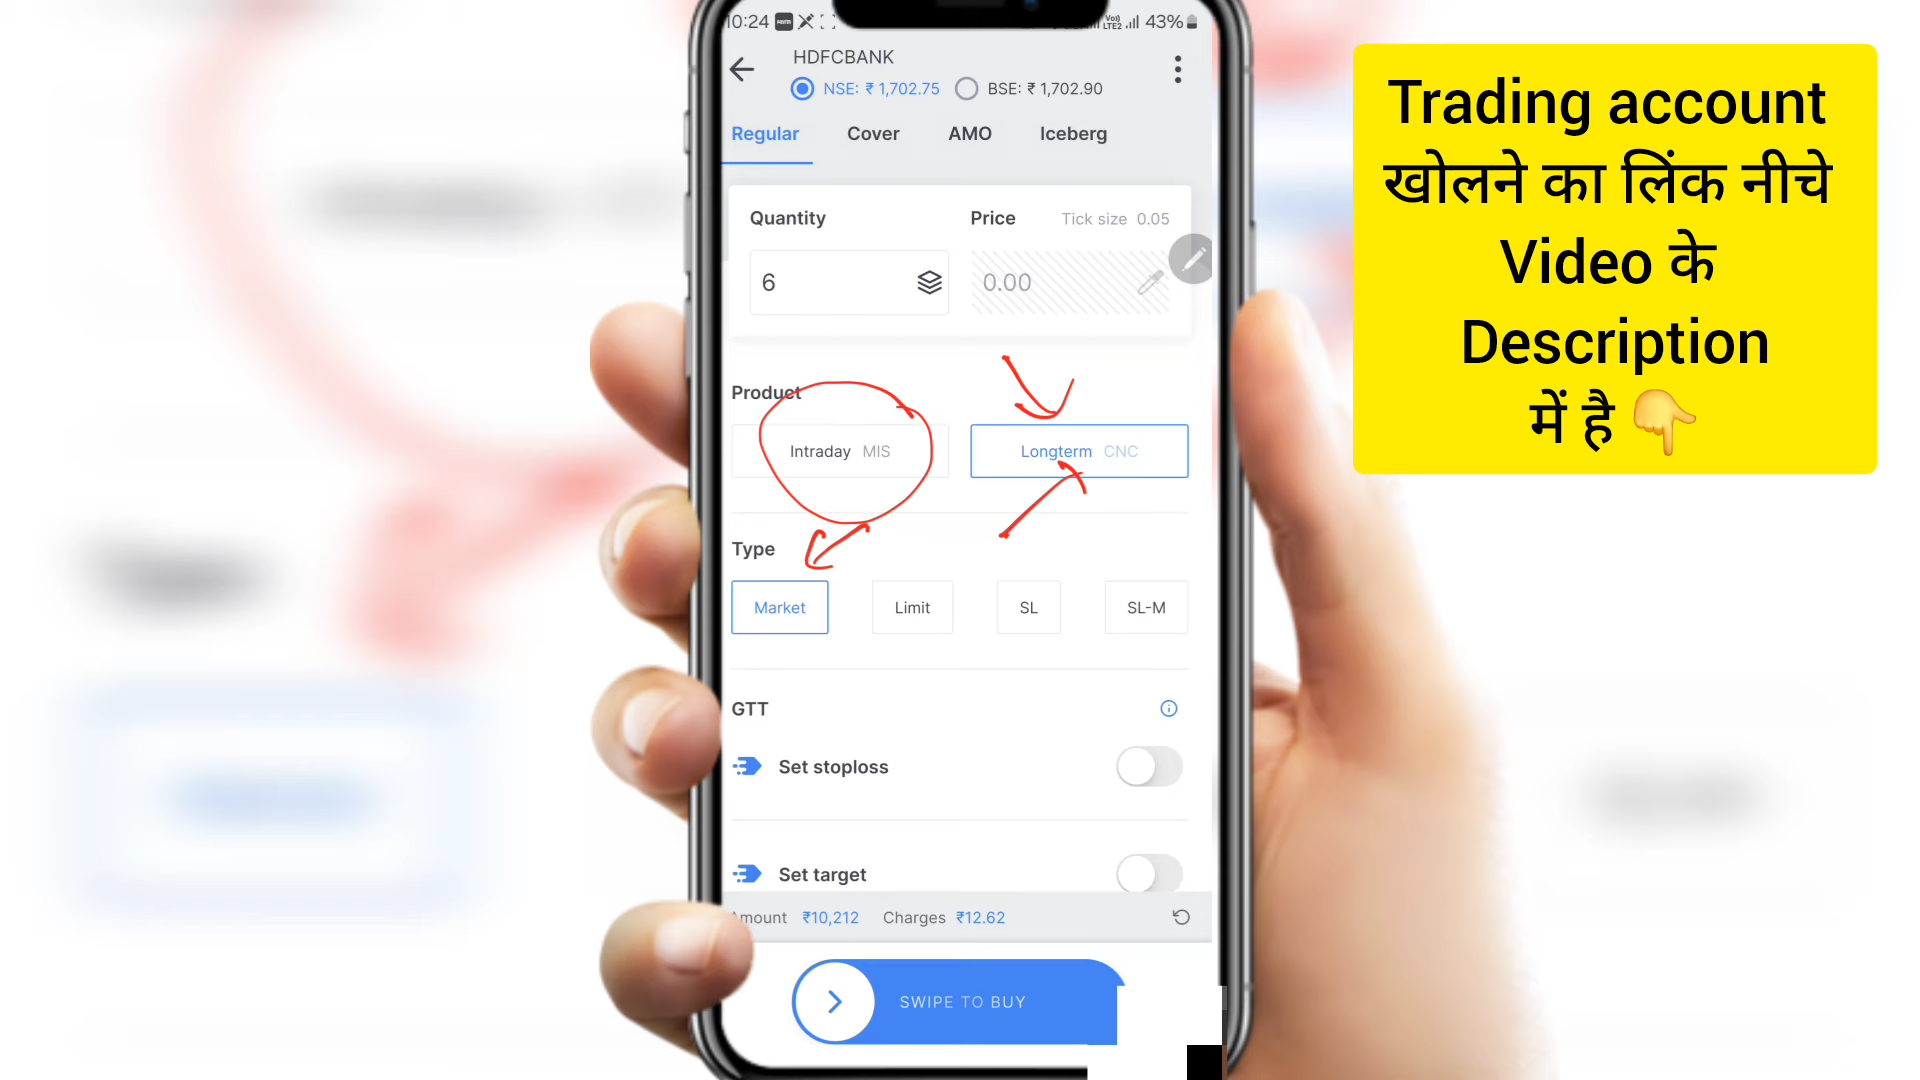 10:24 43%
HDFCBANK
NSE: ₹ 1,702.75 BSE: ₹ 1,702.90
Regular Cover AMO Iceberg
Quantity Price Tick size 0.05
6 0.00
Product
Intraday MIS Longterm CNC
Type
Market Limit SL SL-M
GTT
Set stoploss
Set target
Amount ₹10,212 Charges ₹12.62
SWIPE TO BUY
Trading account
खोलने का लिंक नीचे
Video के
Description
में है 👇